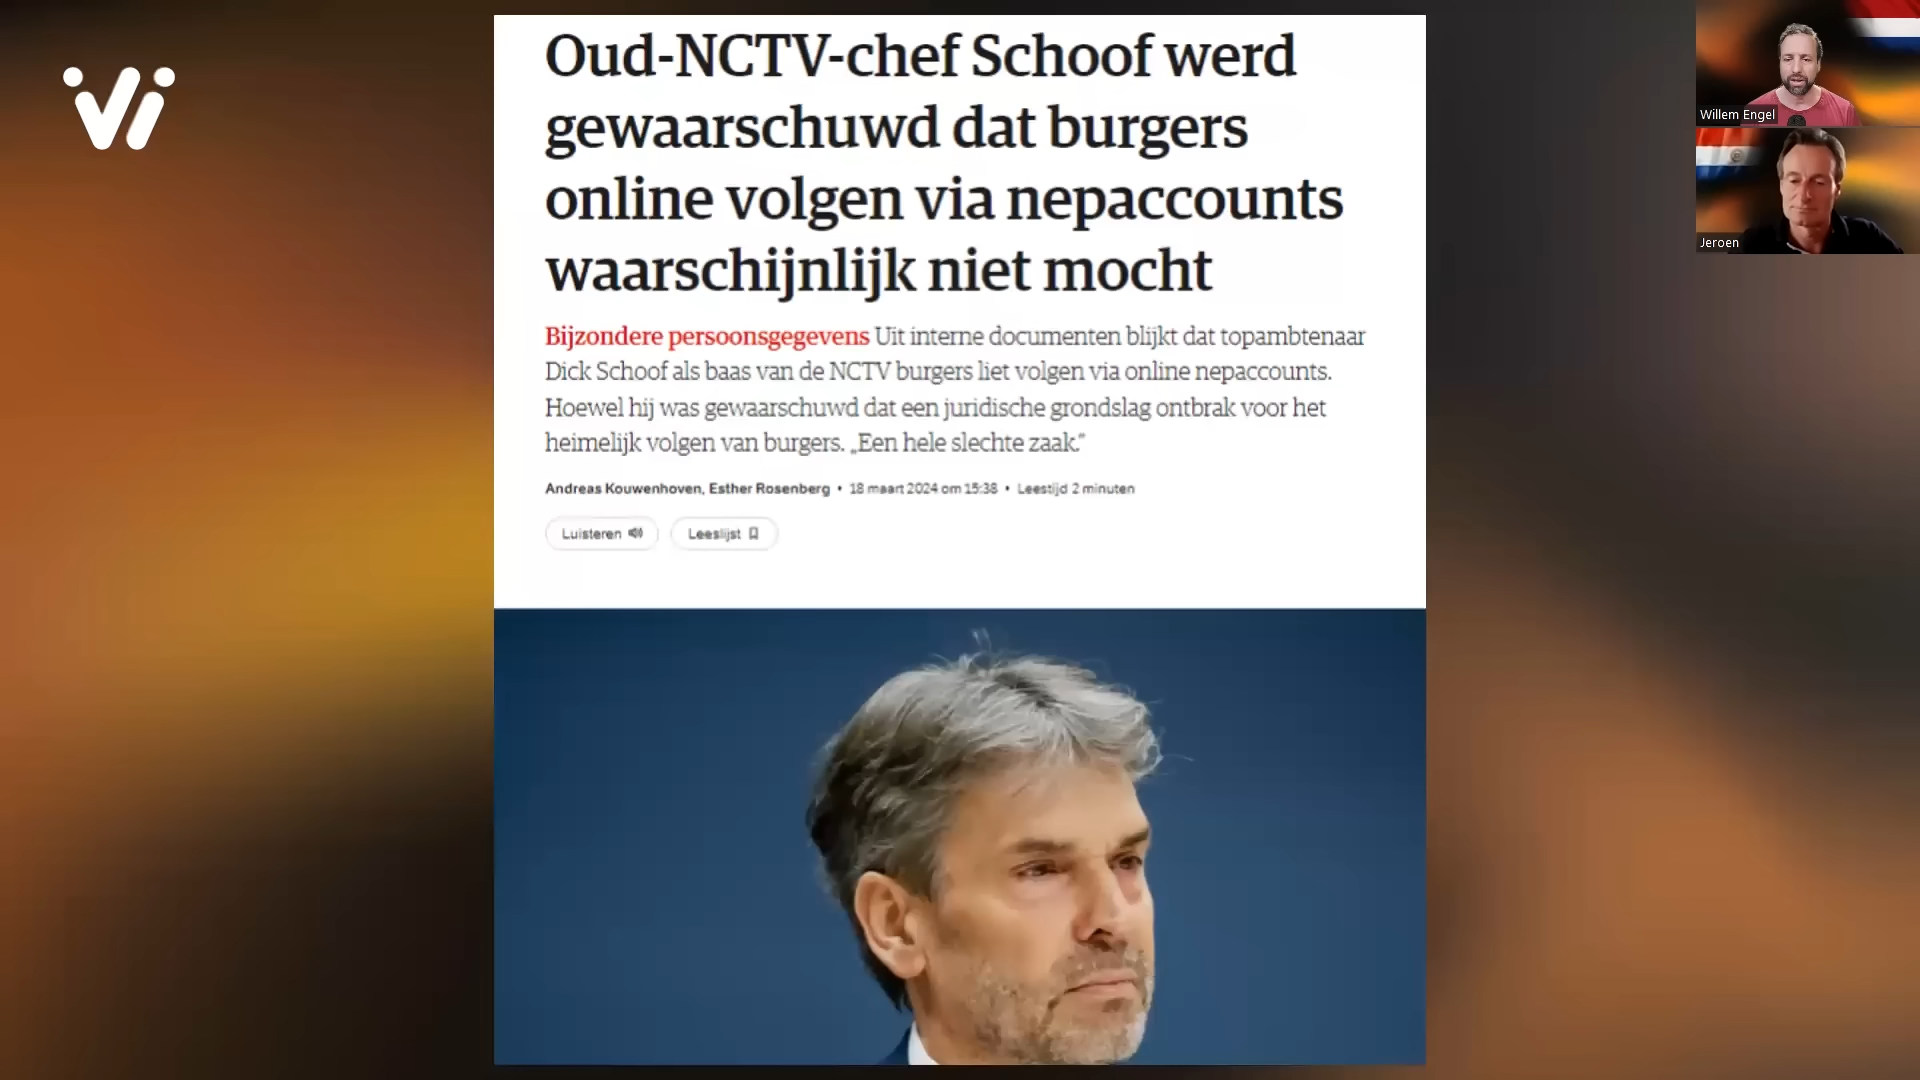 Vi
Oud-NCTV-chef Schoof werd
gewaarschuwd dat burgers
online volgen via nepaccounts
waarschijnlijk niet mocht
Bijzondere persoonsgegevens Uit interne documenten blijkt dat topambtenaar
Dick Schoof als baas van de NCTV burgers liet volgen via online nepaccounts.
Hoewel hij was gewaarschuwd dat een juridische grondslag ontbrak voor het
heimelijk volgen van burgers. „Een hele slechte zaak.”
Andreas Kouwenhoven, Esther Rosenberg • 18 maart 2024 om 15:38 • Leestijd 2 minuten
Luisteren
Leeslijst
Willem Engel
Jeroen